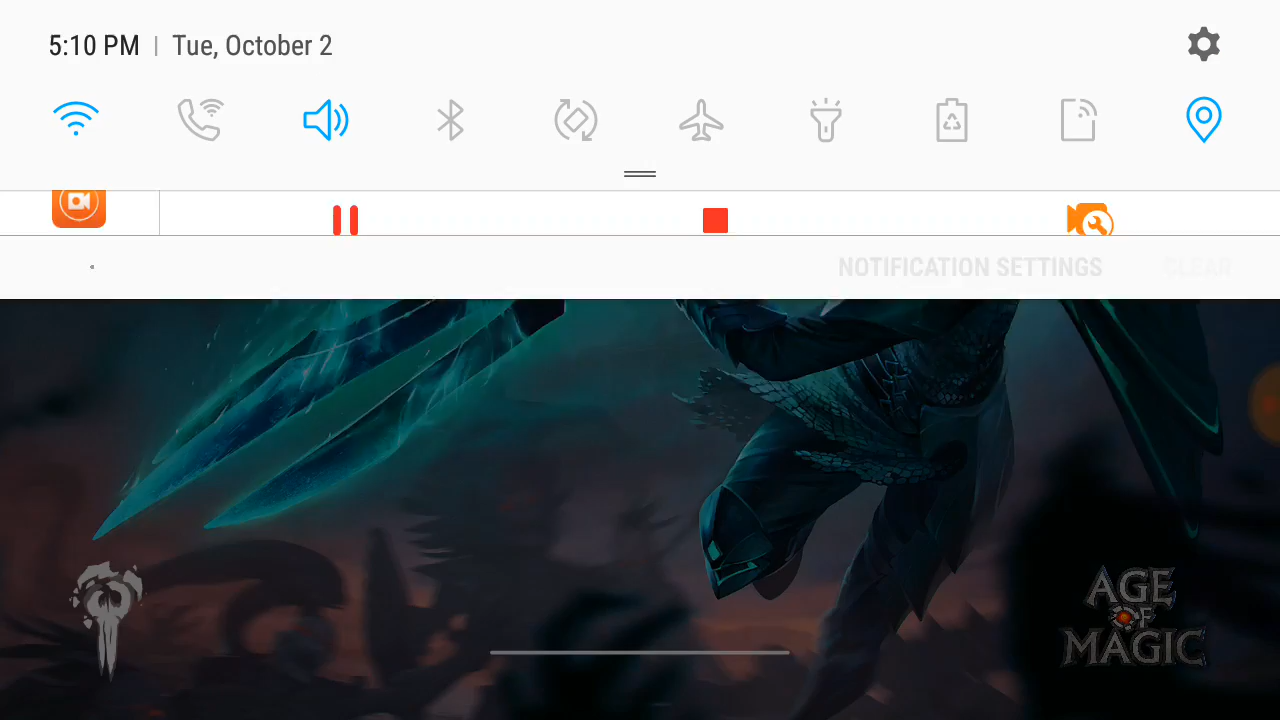 5:10 PM | Tue, October 2
NOTIFICATION SETTINGS CLEAR
AGE
OF
MAGIC